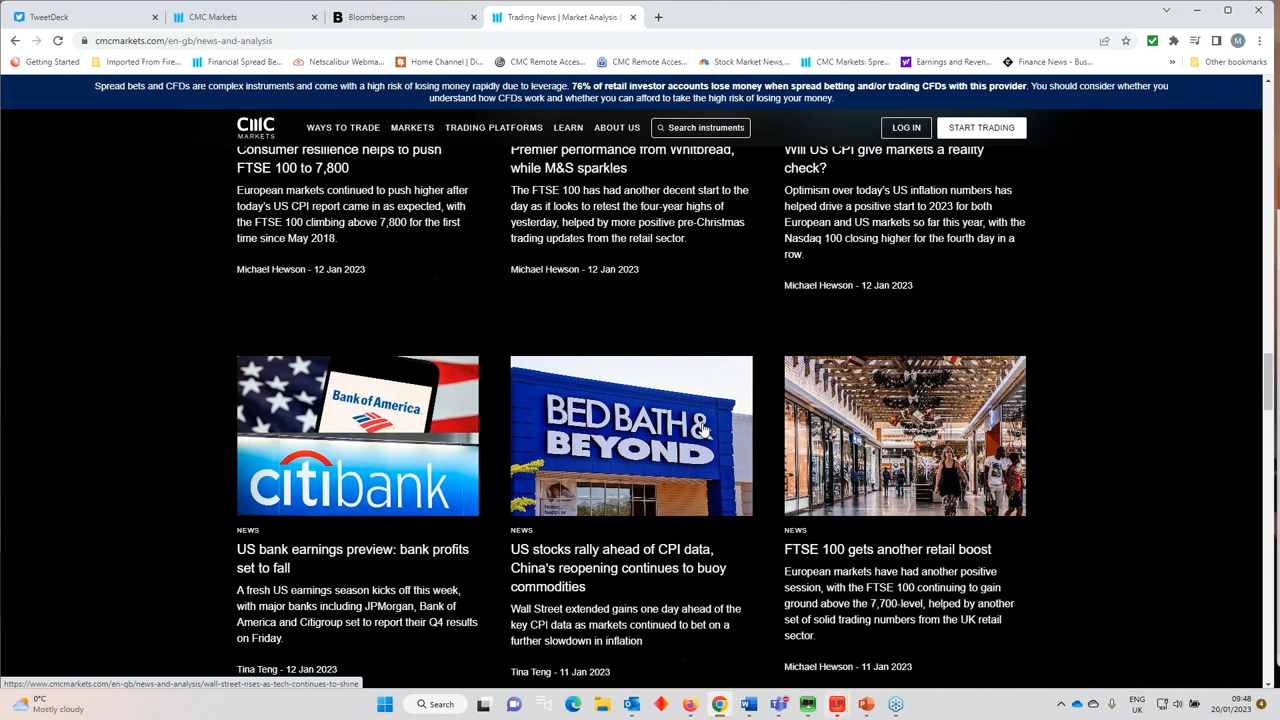 TweetDeck
CMC Markets
Bloomberg.com
Trading News | Market Analysis |
cmcmarkets.com/en-gb/news-and-analysis
M
Getting Started
Imported From Fire...
Financial Spread Be...
Netscalibur Webma...
Home Channel | Di...
CMC Remote Acce...
CMC Remote Acces...
Stock Market News,...
CMC Markets: Spre...
Earnings and Reven...
Finance News - Bus...
Other bookmarks
Spread bets and CFDs are complex instruments and come with a high risk of losing money rapidly due to leverage. 76% of retail investor accounts lose money when spread betting and/or trading CFDs with this provider. You should consider whether you
understand how CFDs work and whether you can afford to take the high risk of losing your money.
CMC
MARKETS
WAYS TO TRADE
MARKETS
TRADING PLATFORMS
LEARN
ABOUT US
Search instruments
LOG IN
START TRADING
Consumer resilience helps to push
FTSE 100 to 7,800
European markets continued to push higher after
today's US CPI report came in as expected, with
the FTSE 100 climbing above 7,800 for the first
time since May 2018.
Michael Hewson - 12 Jan 2023
Premier performance from Whitbread,
while M&S sparkles
The FTSE 100 has had another decent start to the
day as it looks to retest the four-year highs of
yesterday, helped by more positive pre-Christmas
trading updates from the retail sector.
Michael Hewson - 12 Jan 2023
Will US CPI give markets a reality
check?
Optimism over today's US inflation numbers has
helped drive a positive start to 2023 for both
European and US markets so far this year, with the
Nasdaq 100 closing higher for the fourth day in a
row.
Michael Hewson - 12 Jan 2023
Bank of America
citibank
NEWS
US bank earnings preview: bank profits
set to fall
A fresh US earnings season kicks off this week,
with major banks including JPMorgan, Bank of
America and Citigroup set to report their Q4 results
on Friday.
Tina Teng - 12 Jan 2023
BED BATH &
BEYOND
NEWS
US stocks rally ahead of CPI data,
China's reopening continues to buoy
commodities
Wall Street extended gains one day ahead of the
key CPI data as markets continued to bet on a
further slowdown in inflation
Tina Teng - 11 Jan 2023
NEWS
FTSE 100 gets another retail boost
European markets have had another positive
session, with the FTSE 100 continuing to gain
ground above the 7,700-level, helped by another
set of solid trading numbers from the UK retail
sector.
Michael Hewson - 11 Jan 2023
https://www.cmcmarkets.com/en-gb/news-and-analysis/wall-street-rises-as-tech-continues-to-shine
0°C
Mostly cloudy
Search
ENG
UK
09:48
20/01/2023